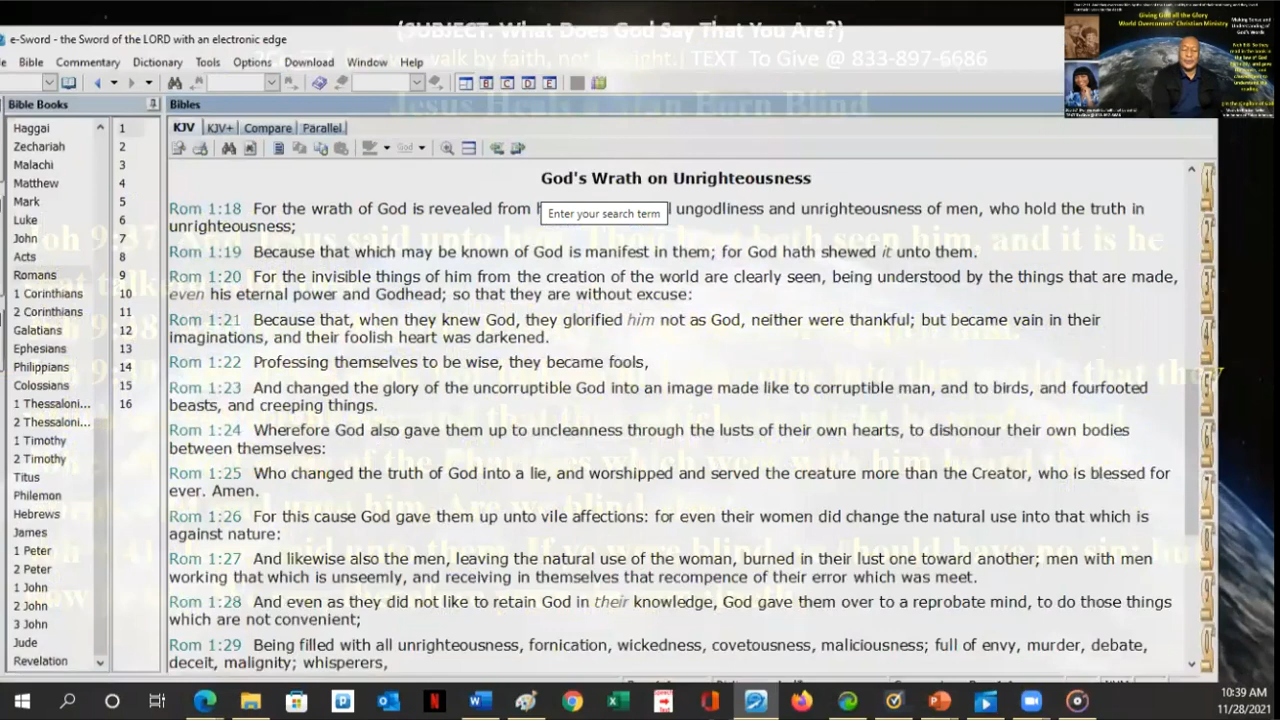 (SUBJECT: What Does God Say That You Are?)
walk by faith, not by sight. TEXT To Give @ 833-897-6686
Jesus Heals a Man Born Blind
Giving God all the Glory
World Overcomers' Christian Ministry
Making Sense and
Understanding of
God's Words
e-Sword - the Sword of the LORD with an electronic edge
Bible Commentary Dictionary Tools Options Download Window Help
B C D E
Bible Books
Bibles
KJV KJV+ Compare Parallel
God
Haggai
Zechariah
Malachi
Matthew
Mark
Luke
John
Acts
Romans
1 Corinthians
2 Corinthians
Galatians
Ephesians
Philippians
Colossians
1 Thessaloni...
2 Thessaloni...
1 Timothy
2 Timothy
Titus
Philemon
Hebrews
James
1 Peter
2 Peter
1 John
2 John
3 John
Jude
Revelation
1
2
3
4
5
6
7
8
9
10
11
12
13
14
15
16
God's Wrath on Unrighteousness
Enter your search term
Rom 1:18 For the wrath of God is revealed from ungodliness and unrighteousness of men, who hold the truth in
unrighteousness;
Rom 1:19 Because that which may be known of God is manifest in them; for God hath shewed it unto them.
Rom 1:20 For the invisible things of him from the creation of the world are clearly seen, being understood by the things that are made,
even his eternal power and Godhead; so that they are without excuse:
Rom 1:21 Because that, when they knew God, they glorified him not as God, neither were thankful; but became vain in their
imaginations, and their foolish heart was darkened.
Rom 1:22 Professing themselves to be wise, they became fools,
Rom 1:23 And changed the glory of the uncorruptible God into an image made like to corruptible man, and to birds, and fourfooted
beasts, and creeping things.
Rom 1:24 Wherefore God also gave them up to uncleanness through the lusts of their own hearts, to dishonour their own bodies
between themselves:
Rom 1:25 Who changed the truth of God into a lie, and worshipped and served the creature more than the Creator, who is blessed for
ever. Amen.
Rom 1:26 For this cause God gave them up unto vile affections: for even their women did change the natural use into that which is
against nature:
Rom 1:27 And likewise also the men, leaving the natural use of the woman, burned in their lust one toward another; men with men
working that which is unseemly, and receiving in themselves that recompence of their error which was meet.
Rom 1:28 And even as they did not like to retain God in their knowledge, God gave them over to a reprobate mind, to do those things
which are not convenient;
Rom 1:29 Being filled with all unrighteousness, fornication, wickedness, covetousness, maliciousness; full of envy, murder, debate,
deceit, malignity; whisperers,
10:39 AM
11/28/2021